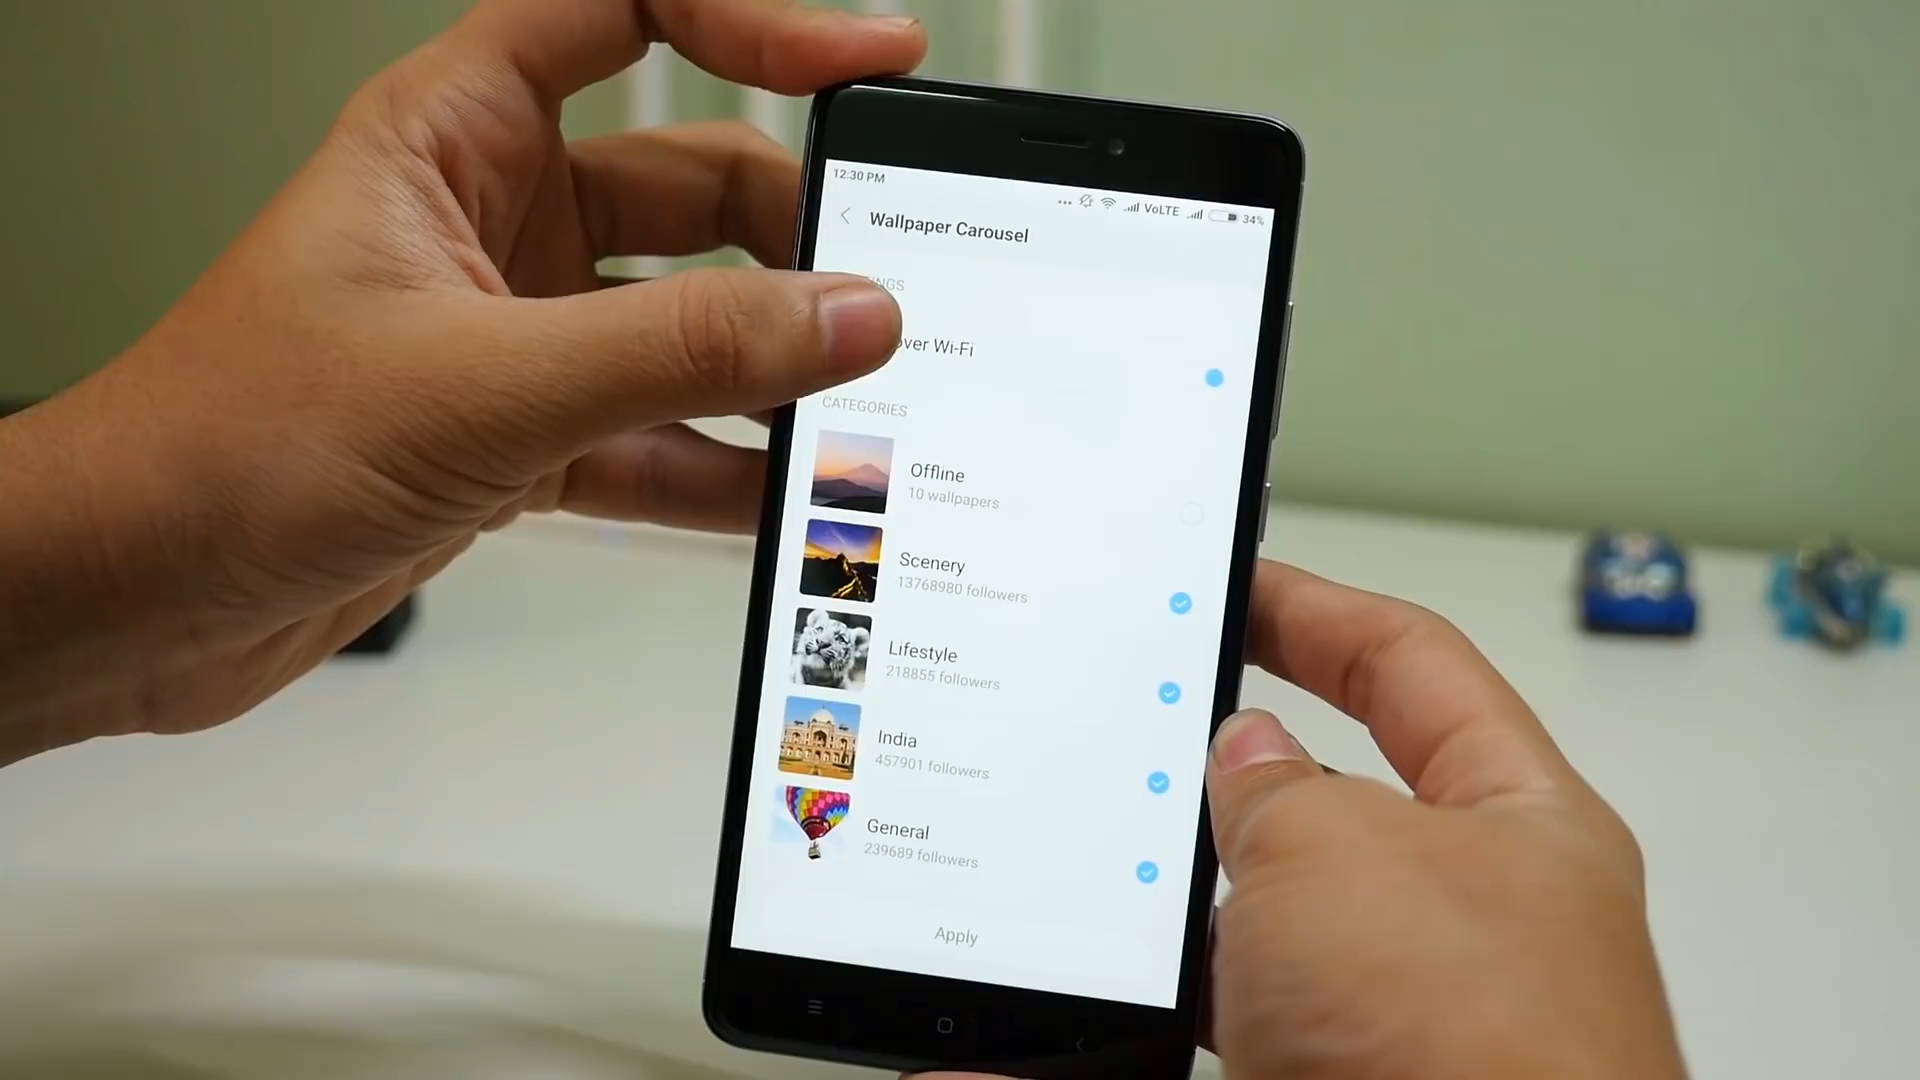 12:30 PM
... VoLTE 34%
Wallpaper Carousel
over Wi-Fi
CATEGORIES
Offline
10 wallpapers
Scenery
13768980 followers
Lifestyle
218855 followers
India
457901 followers
General
239689 followers
Apply